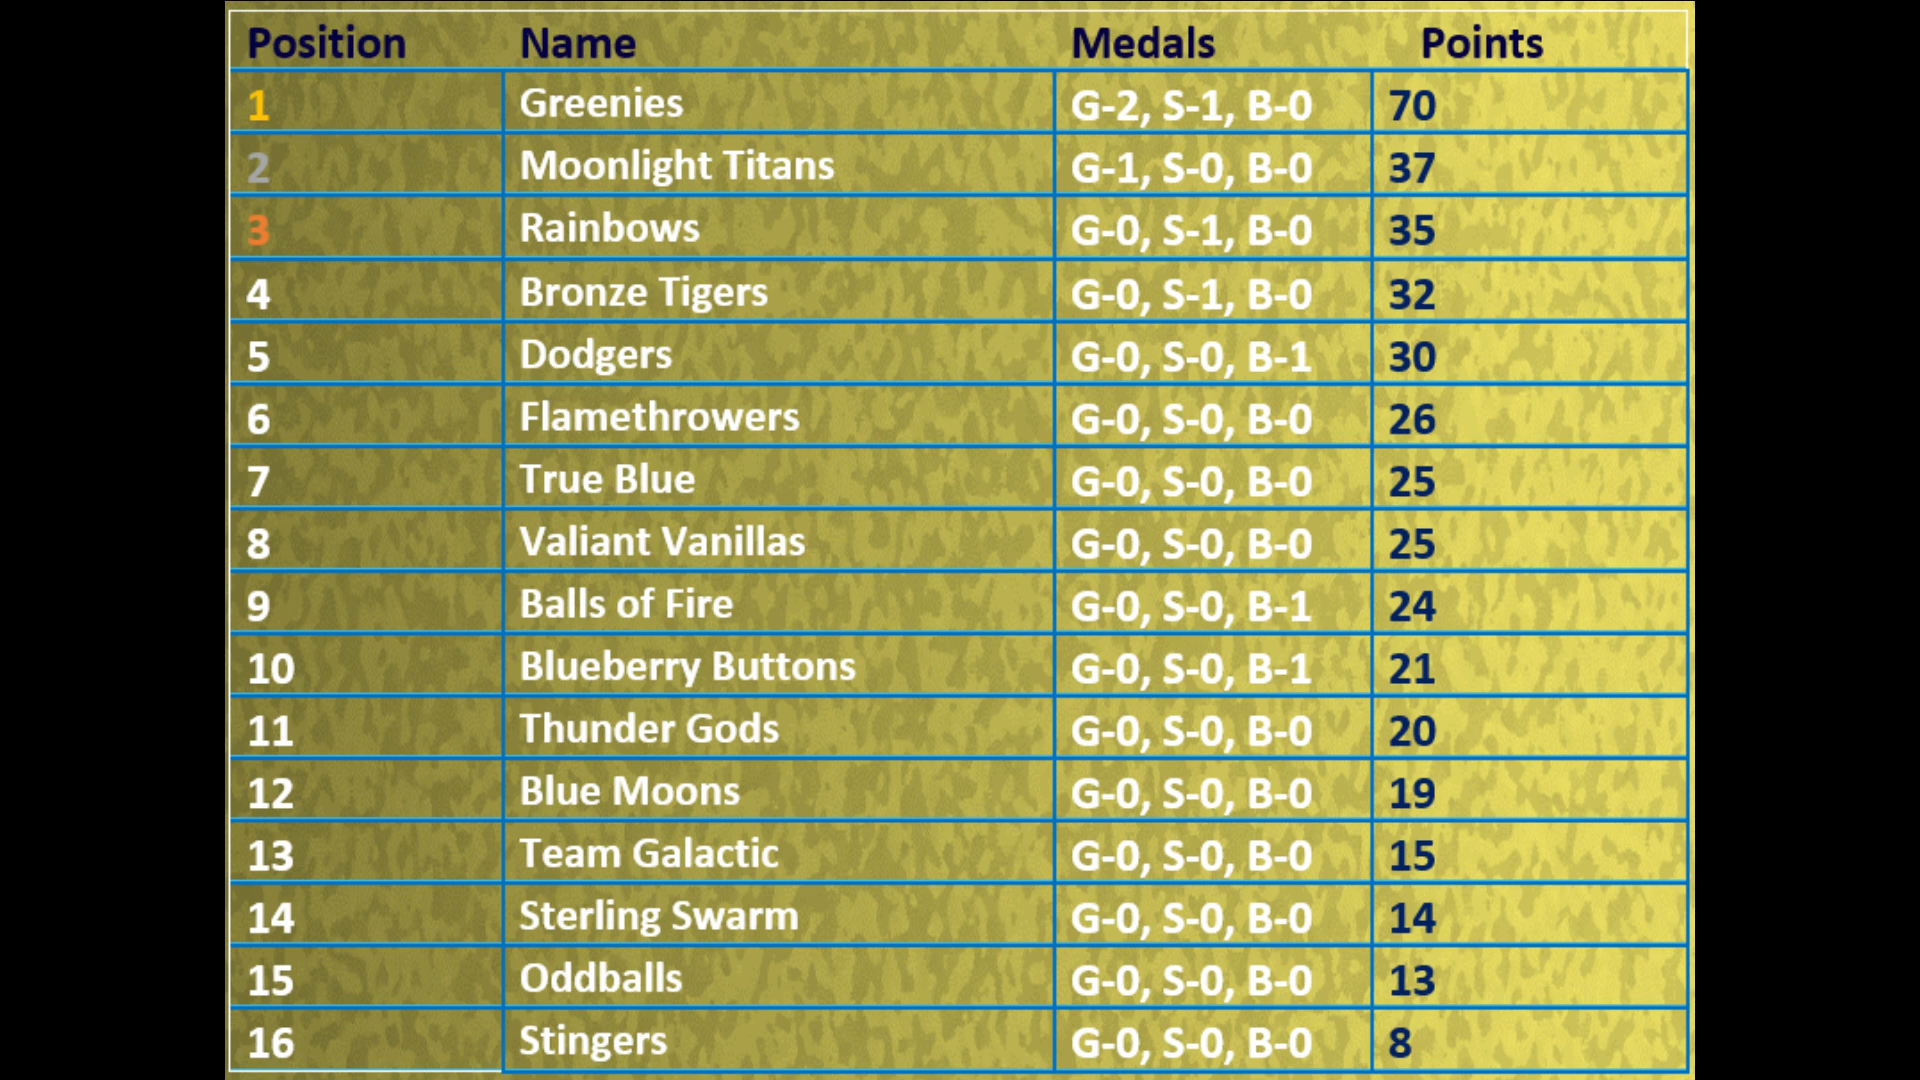 Position Name Medals Points
1 Greenies G-2, S-1, B-0 70
2 Moonlight Titans G-1, S-0, B-0 37
3 Rainbows G-0, S-1, B-0 35
4 Bronze Tigers G-0, S-1, B-0 32
5 Dodgers G-0, S-0, B-1 30
6 Flamethrowers G-0, S-0, B-0 26
7 True Blue G-0, S-0, B-0 25
8 Valiant Vanillas G-0, S-0, B-0 25
9 Balls of Fire G-0, S-0, B-1 24
10 Blueberry Buttons G-0, S-0, B-1 21
11 Thunder Gods G-0, S-0, B-0 20
12 Blue Moons G-0, S-0, B-0 19
13 Team Galactic G-0, S-0, B-0 15
14 Sterling Swarm G-0, S-0, B-0 14
15 Oddballs G-0, S-0, B-0 13
16 Stingers G-0, S-0, B-0 8